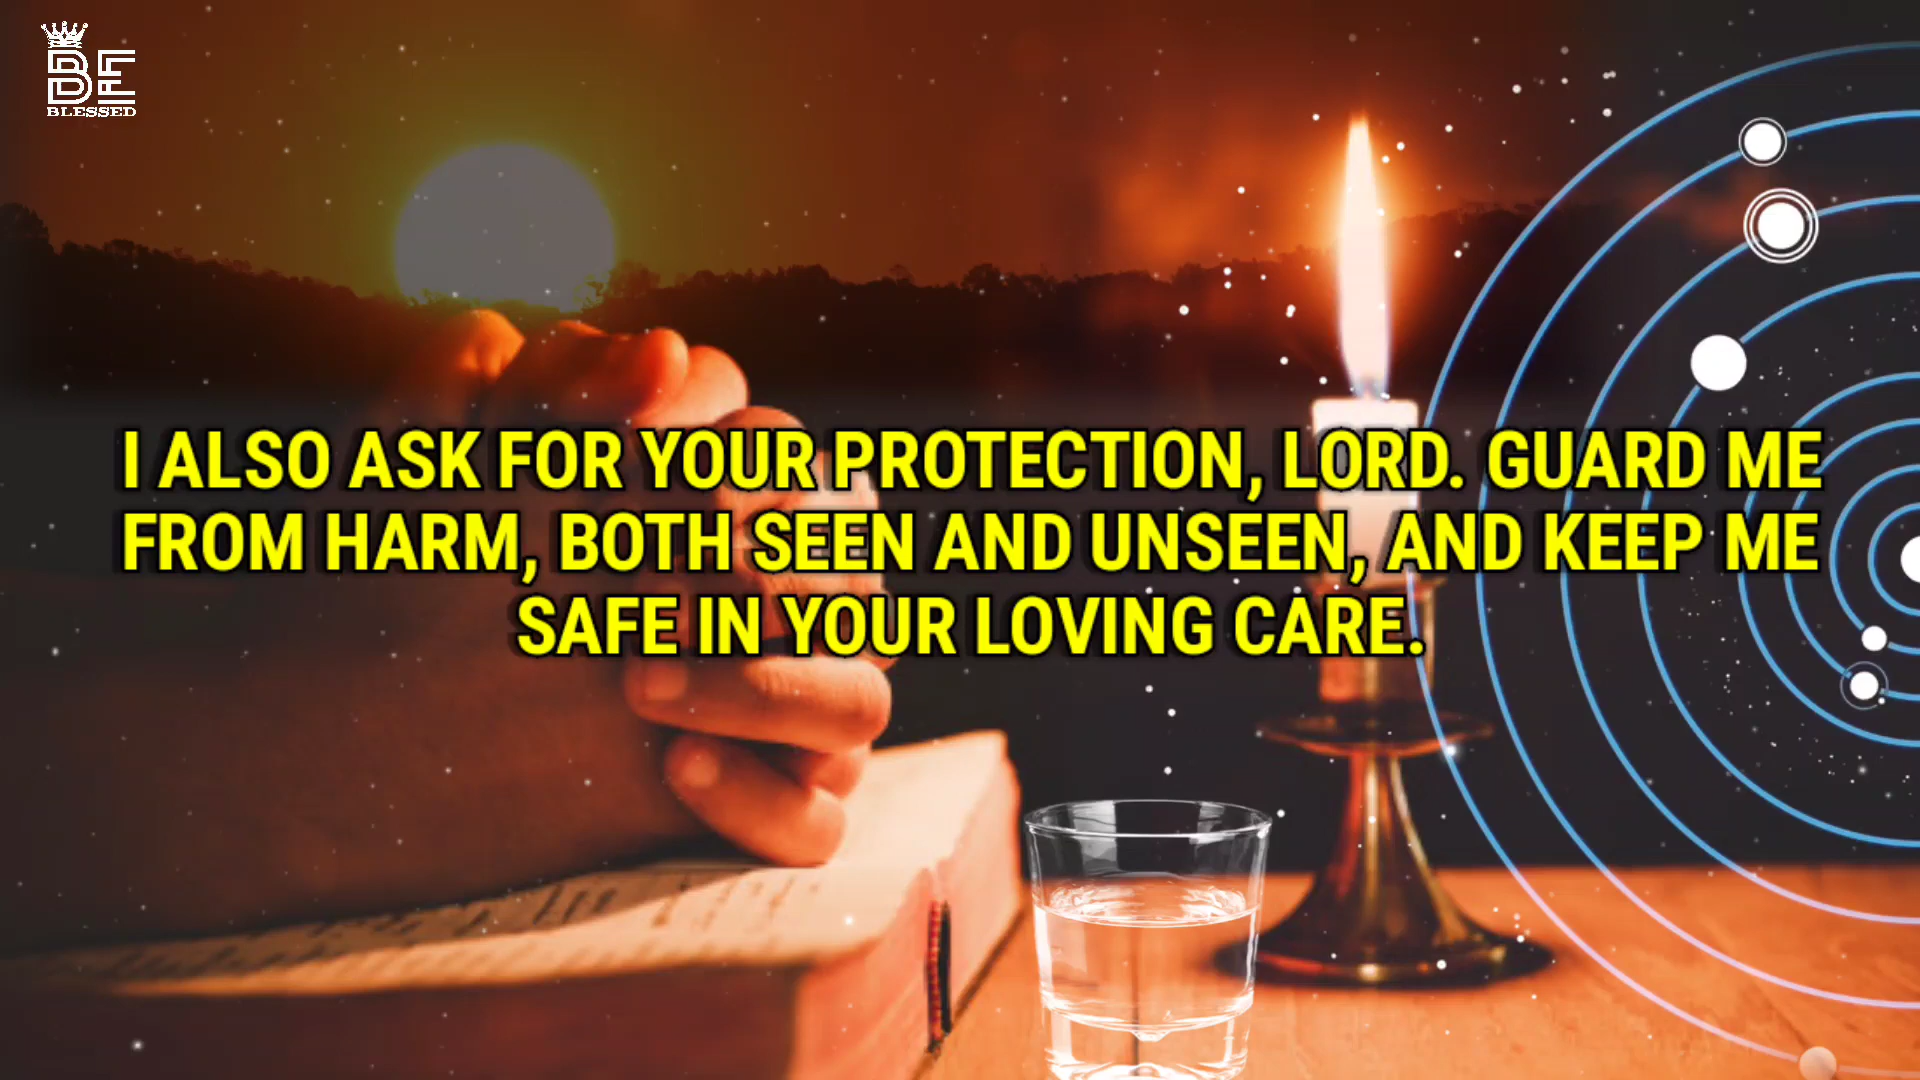 BE
BLESSED
I ALSO ASK FOR YOUR PROTECTION, LORD. GUARD ME
FROM HARM, BOTH SEEN AND UNSEEN, AND KEEP ME
SAFE IN YOUR LOVING CARE.